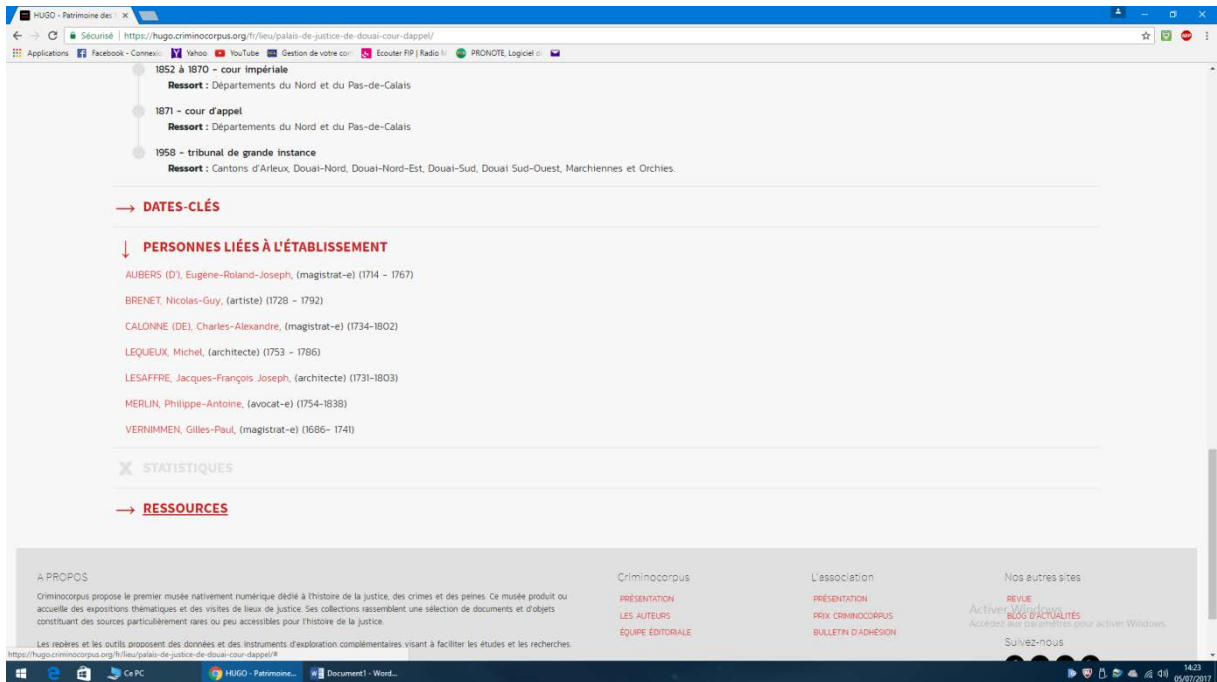 HUGO - Patrimoine des
Sécurisé | https://hugo.criminocorpus.org/fr/lieu/palais-de-justice-de-douai-cour-dappel/
Applications Facebook - Connexio Yahoo YouTube Gestion de votre com Ecouter FIP | Radio PRONOTE, Logiciel d
1852 à 1870 - cour impériale
Ressort : Départements du Nord et du Pas-de-Calais
1871 - cour d'appel
Ressort : Départements du Nord et du Pas-de-Calais
1958 - tribunal de grande instance
Ressort : Cantons d'Arleux, Douai-Nord, Douai-Nord-Est, Douai-Sud, Douai Sud-Ouest, Marchiennes et Orchies.
→ DATES-CLÉS
↓ PERSONNES LIÉES À L'ÉTABLISSEMENT
AUBERS (D'), Eugène-Roland-Joseph, (magistrat-e) (1714 - 1767)
BRENET, Nicolas-Guy, (artiste) (1728 - 1792)
CALONNE (DE), Charles-Alexandre, (magistrat-e) (1734-1802)
LEQUEUX, Michel, (architecte) (1753 - 1786)
LESAFFRE, Jacques-François Joseph, (architecte) (1731-1803)
MERLIN, Philippe-Antoine, (avocat-e) (1754-1838)
VERNIMMEN, Gilles-Paul, (magistrat-e) (1686- 1741)
X STATISTIQUES
→ RESSOURCES
A PROPOS
Criminocorpus propose le premier musée nativement numérique dédié à l'histoire de la justice, des crimes et des peines. Ce musée produit ou
accueille des expositions thématiques et des visites de lieux de justice. Ses collections rassemblent une sélection de documents et d'objets
constituant des sources particulièrement rares ou peu accessibles pour l'histoire de la justice.
Les repères et les outils proposent des données et des instruments d'exploration complémentaires visant à faciliter les études et les recherches.
Criminocorpus
PRÉSENTATION
LES AUTEURS
ÉQUIPE ÉDITORIALE
L'association
PRÉSENTATION
PRIX CRIMINOCORPUS
BULLETIN D'ADHÉSION
Nos autres sites
REVUE
BLOG D'ACTUALITÉS
Suivez-nous
Activer Windows
Accédez aux paramètres pour activer Windows.
https://hugo.criminocorpus.org/fr/lieu/palais-de-justice-de-douai-cour-dappel/#
Ce PC HUGO - Patrimoine... Document1 - Word...
14:23
05/07/2017